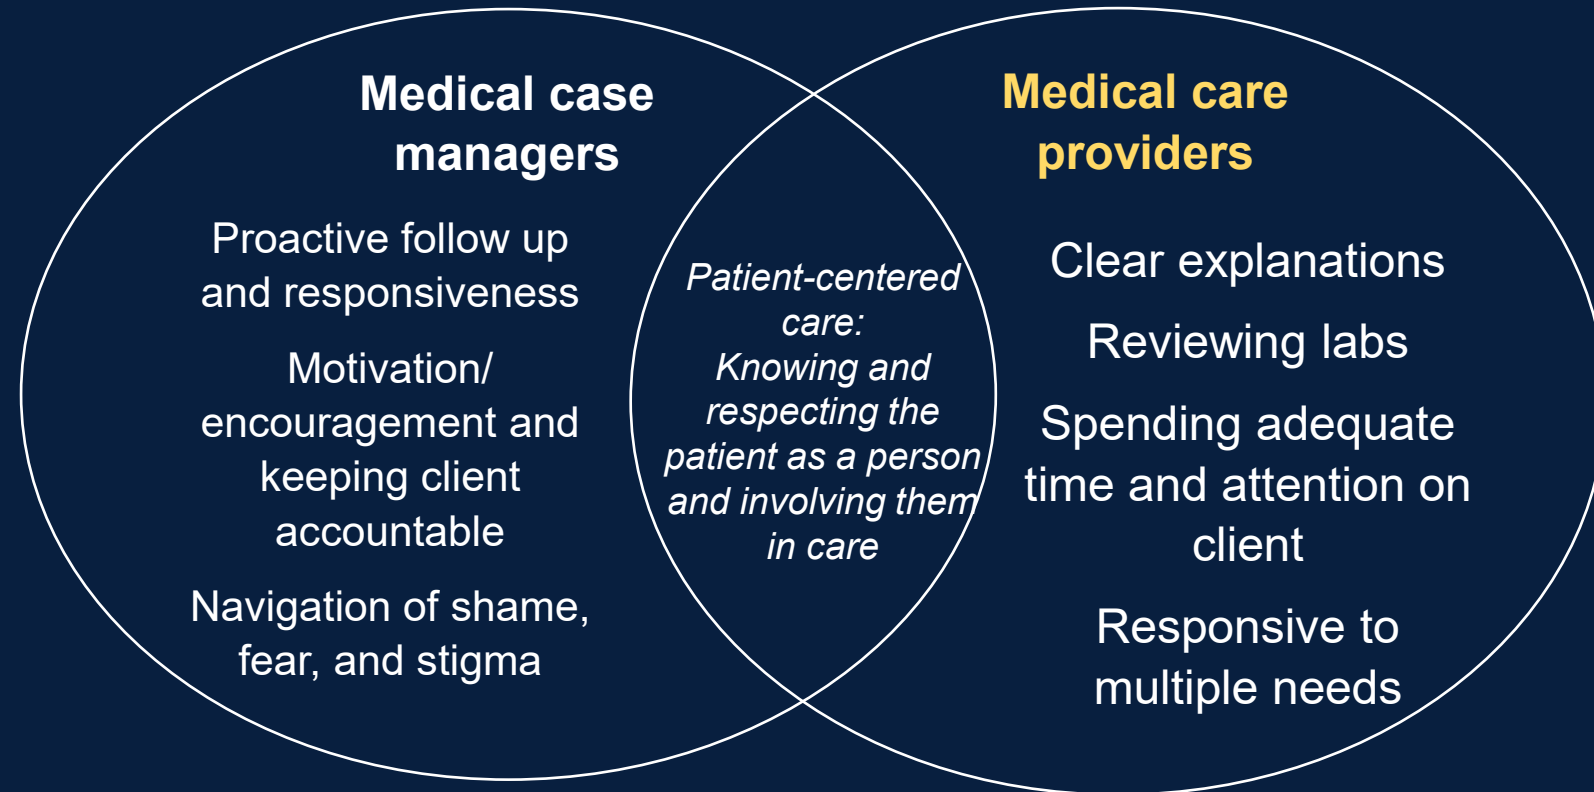 Medical case
managers
Proactive follow up
and responsiveness
Motivation/
encouragement and
keeping client
accountable
Navigation of shame,
fear, and stigma
Patient-centered
care:
Knowing and
respecting the
patient as a person
and involving them
in care
Medical care
providers
Clear explanations
Reviewing labs
Spending adequate
time and attention on
client
Responsive to
multiple needs